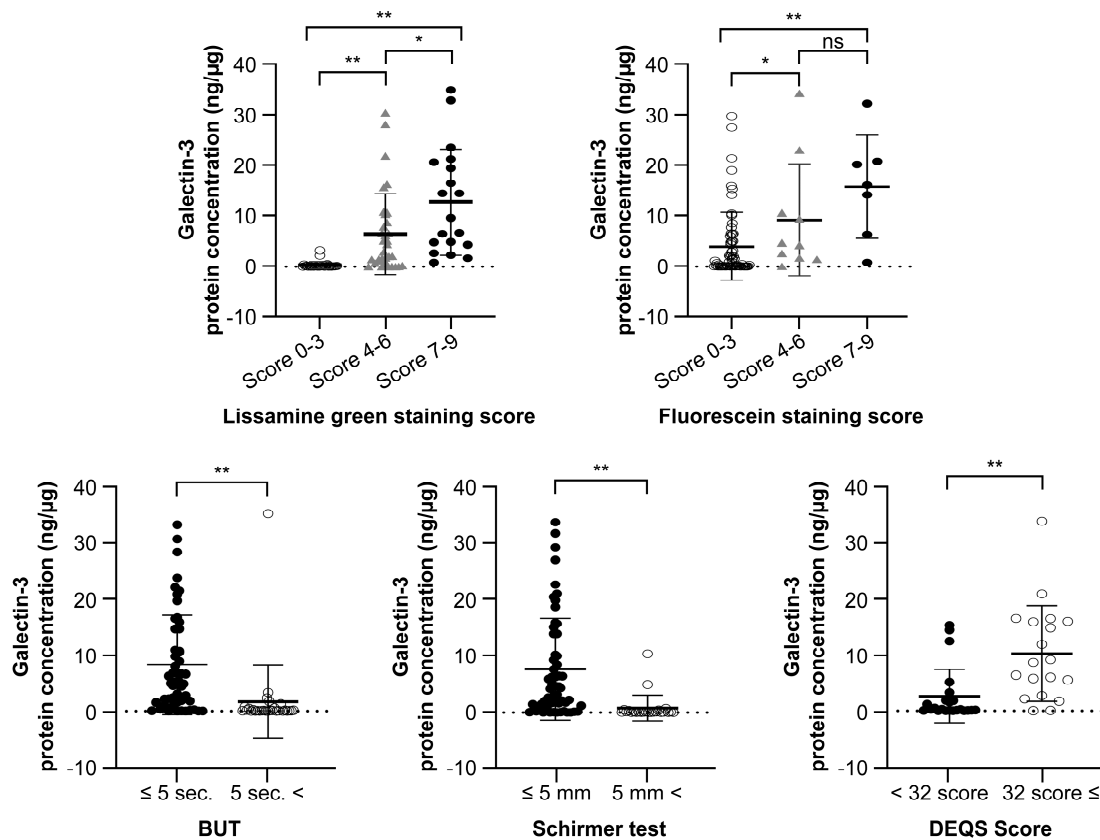 **
*
**
Galectin-3
protein concentration (ng/µg)
40
30
20
10
0
-10
Score 0-3
Score 4-6
Score 7-9
Lissamine green staining score
**
ns
*
Galectin-3
protein concentration (ng/µg)
40
30
20
10
0
-10
Score 0-3
Score 4-6
Score 7-9
Fluorescein staining score
**
Galectin-3
protein concentration (ng/µg)
40
30
20
10
0
-10
≤ 5 sec. 5 sec. <
BUT
**
Galectin-3
protein concentration (ng/µg)
40
30
20
10
0
-10
≤ 5 mm 5 mm <
Schirmer test
**
Galectin-3
protein concentration (ng/µg)
40
30
20
10
0
-10
< 32 score 32 score ≤
DEQS Score